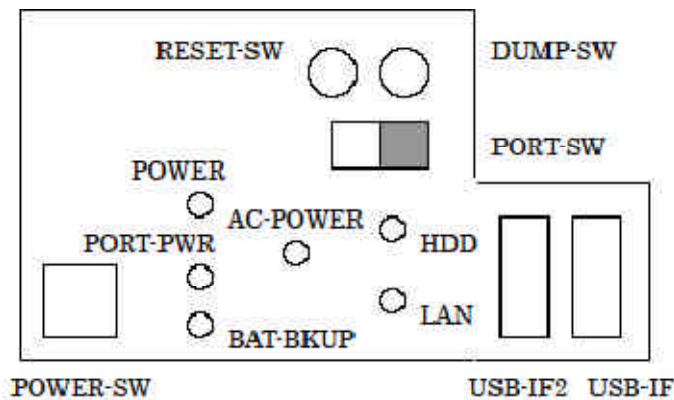 RESET-SW
DUMP-SW
PORT-SW
POWER
AC-POWER
PORT-PWR
HDD
LAN
BAT-BKUP
POWER-SW
USB-IF2
USB-IF